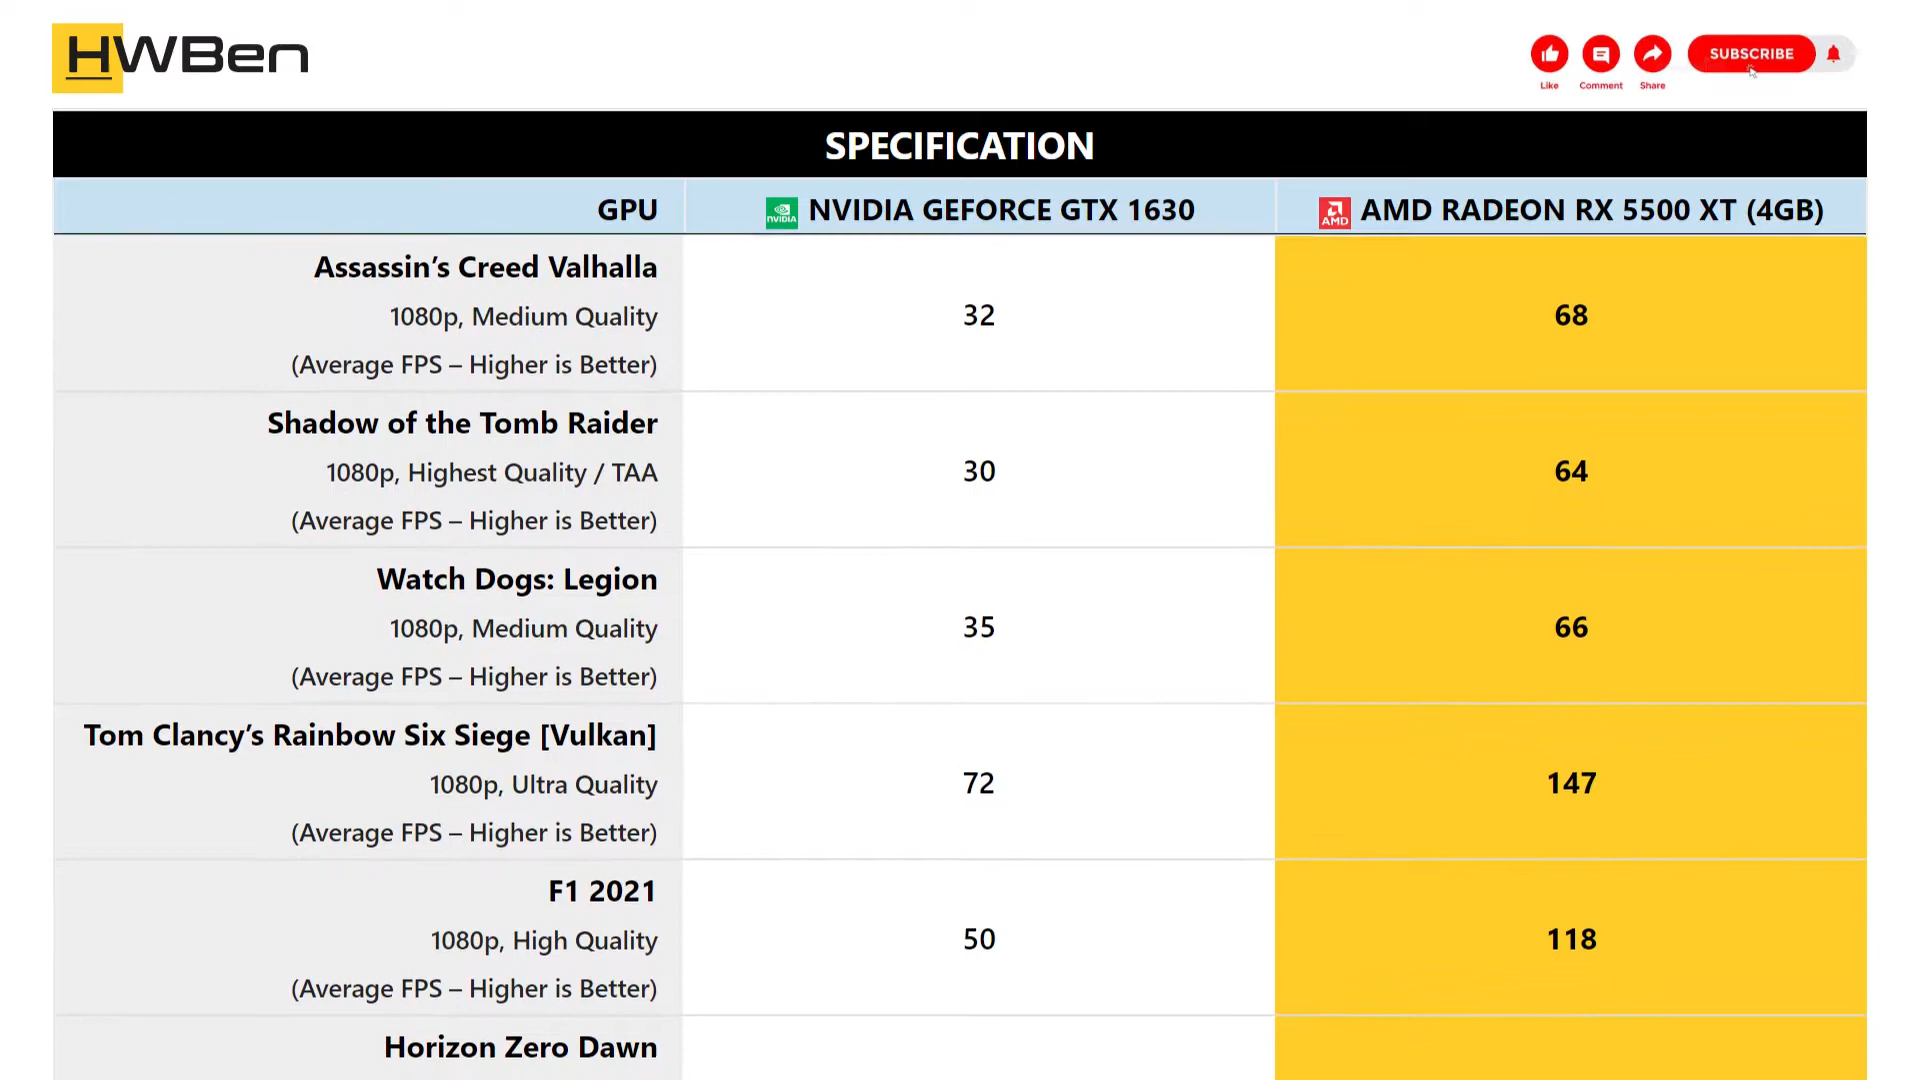 HWBen
Like
Comment
Share
SUBSCRIBE
SPECIFICATION
GPU
NVIDIA NVIDIA GEFORCE GTX 1630
AMD AMD RADEON RX 5500 XT (4GB)
Assassin’s Creed Valhalla
1080p, Medium Quality
(Average FPS – Higher is Better)
32
68
Shadow of the Tomb Raider
1080p, Highest Quality / TAA
(Average FPS – Higher is Better)
30
64
Watch Dogs: Legion
1080p, Medium Quality
(Average FPS – Higher is Better)
35
66
Tom Clancy’s Rainbow Six Siege [Vulkan]
1080p, Ultra Quality
(Average FPS – Higher is Better)
72
147
F1 2021
1080p, High Quality
(Average FPS – Higher is Better)
50
118
Horizon Zero Dawn